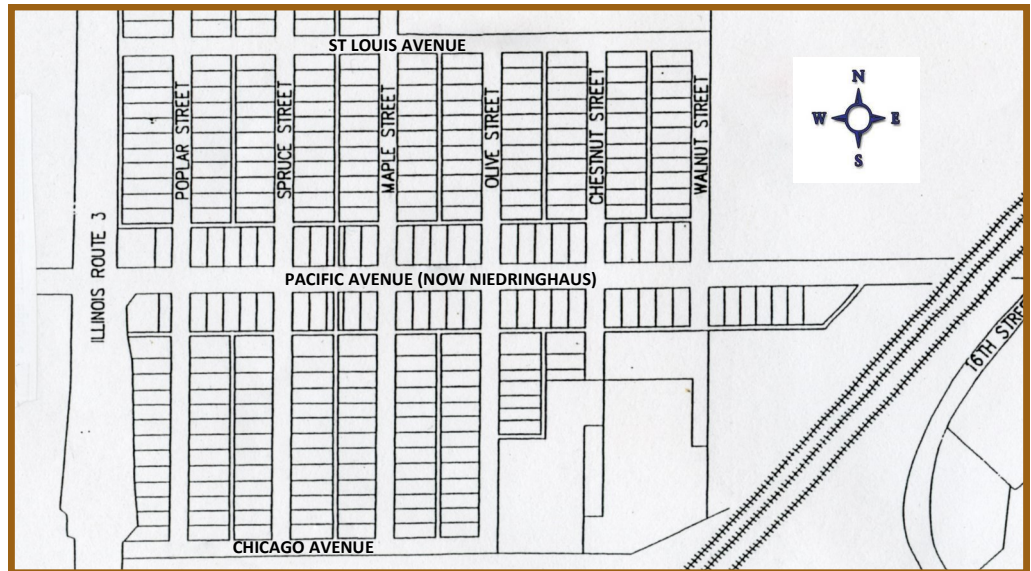 ST LOUIS AVENUE
POPLAR STREET
SPRUCE STREET
MAPLE STREET
OLIVE STREET
CHESTNUT STREET
WALNUT STREET
N
W E
S
ILLINOIS ROUTE 3
PACIFIC AVENUE (NOW NIEDRINGHAUS)
16TH STREET
CHICAGO AVENUE